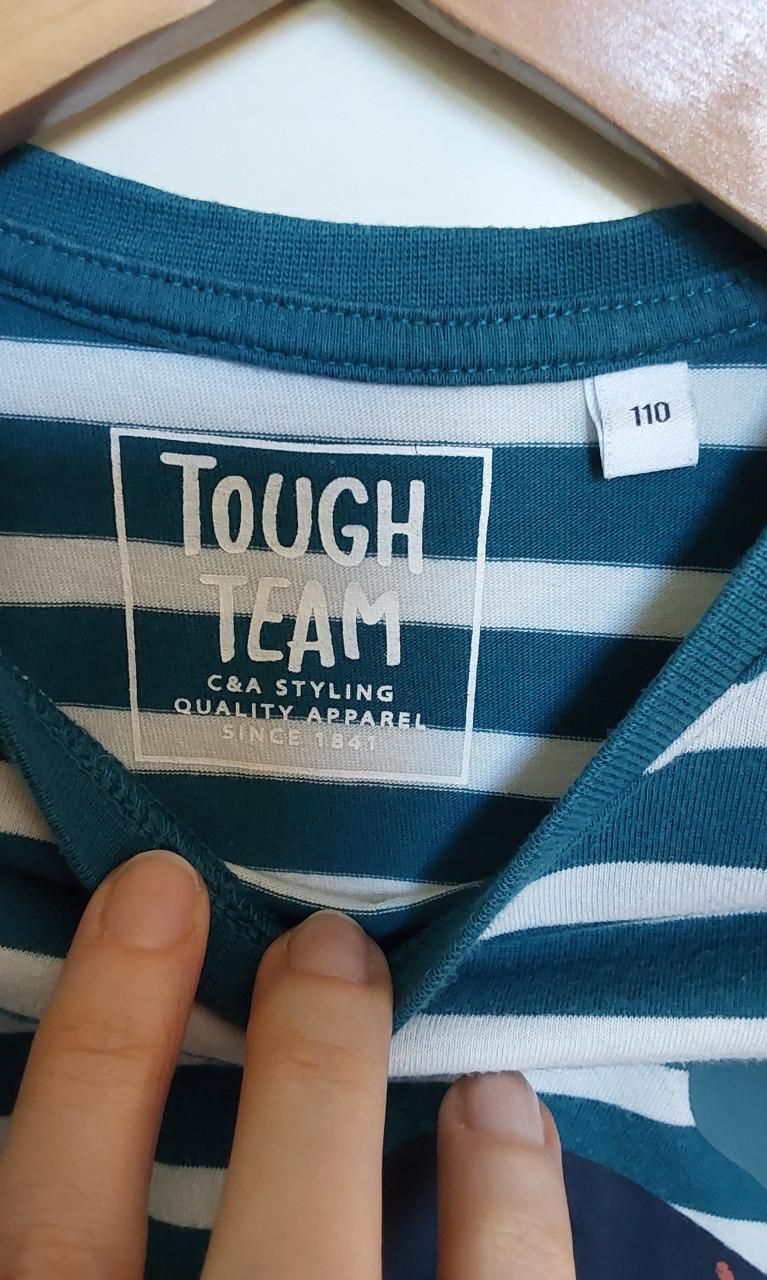 TOUGH
TEAM
C&A STYLING
QUALITY APPAREL
SINCE 1841
110